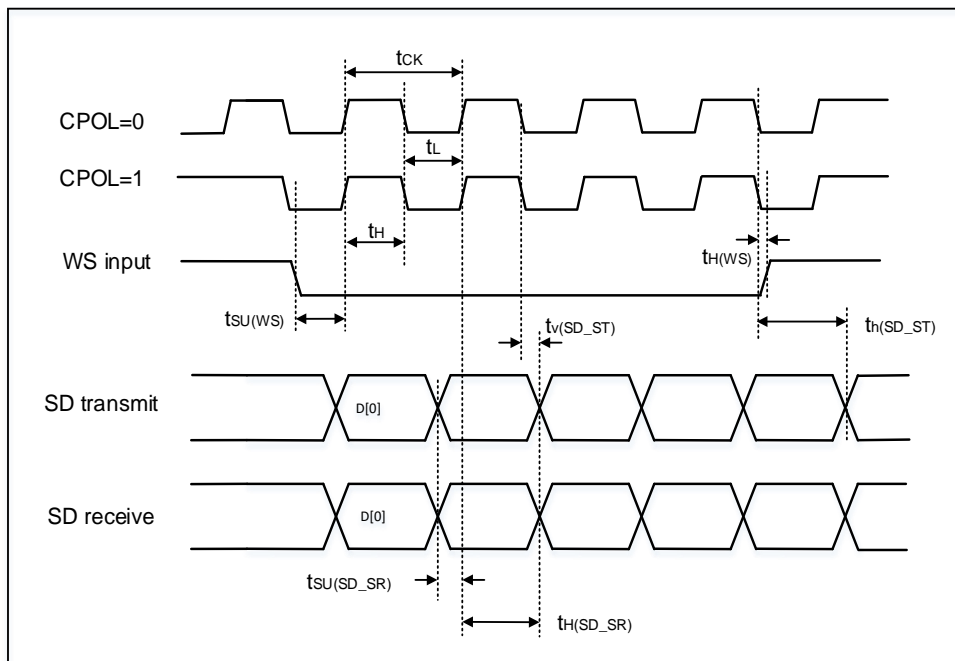 tCK
CPOL=0
tL
CPOL=1
tH
WS input
tH(WS)
tSU(WS)
tv(SD_ST)
th(SD_ST)
SD transmit
D[0]
SD receive
D[0]
tSU(SD_SR)
tH(SD_SR)